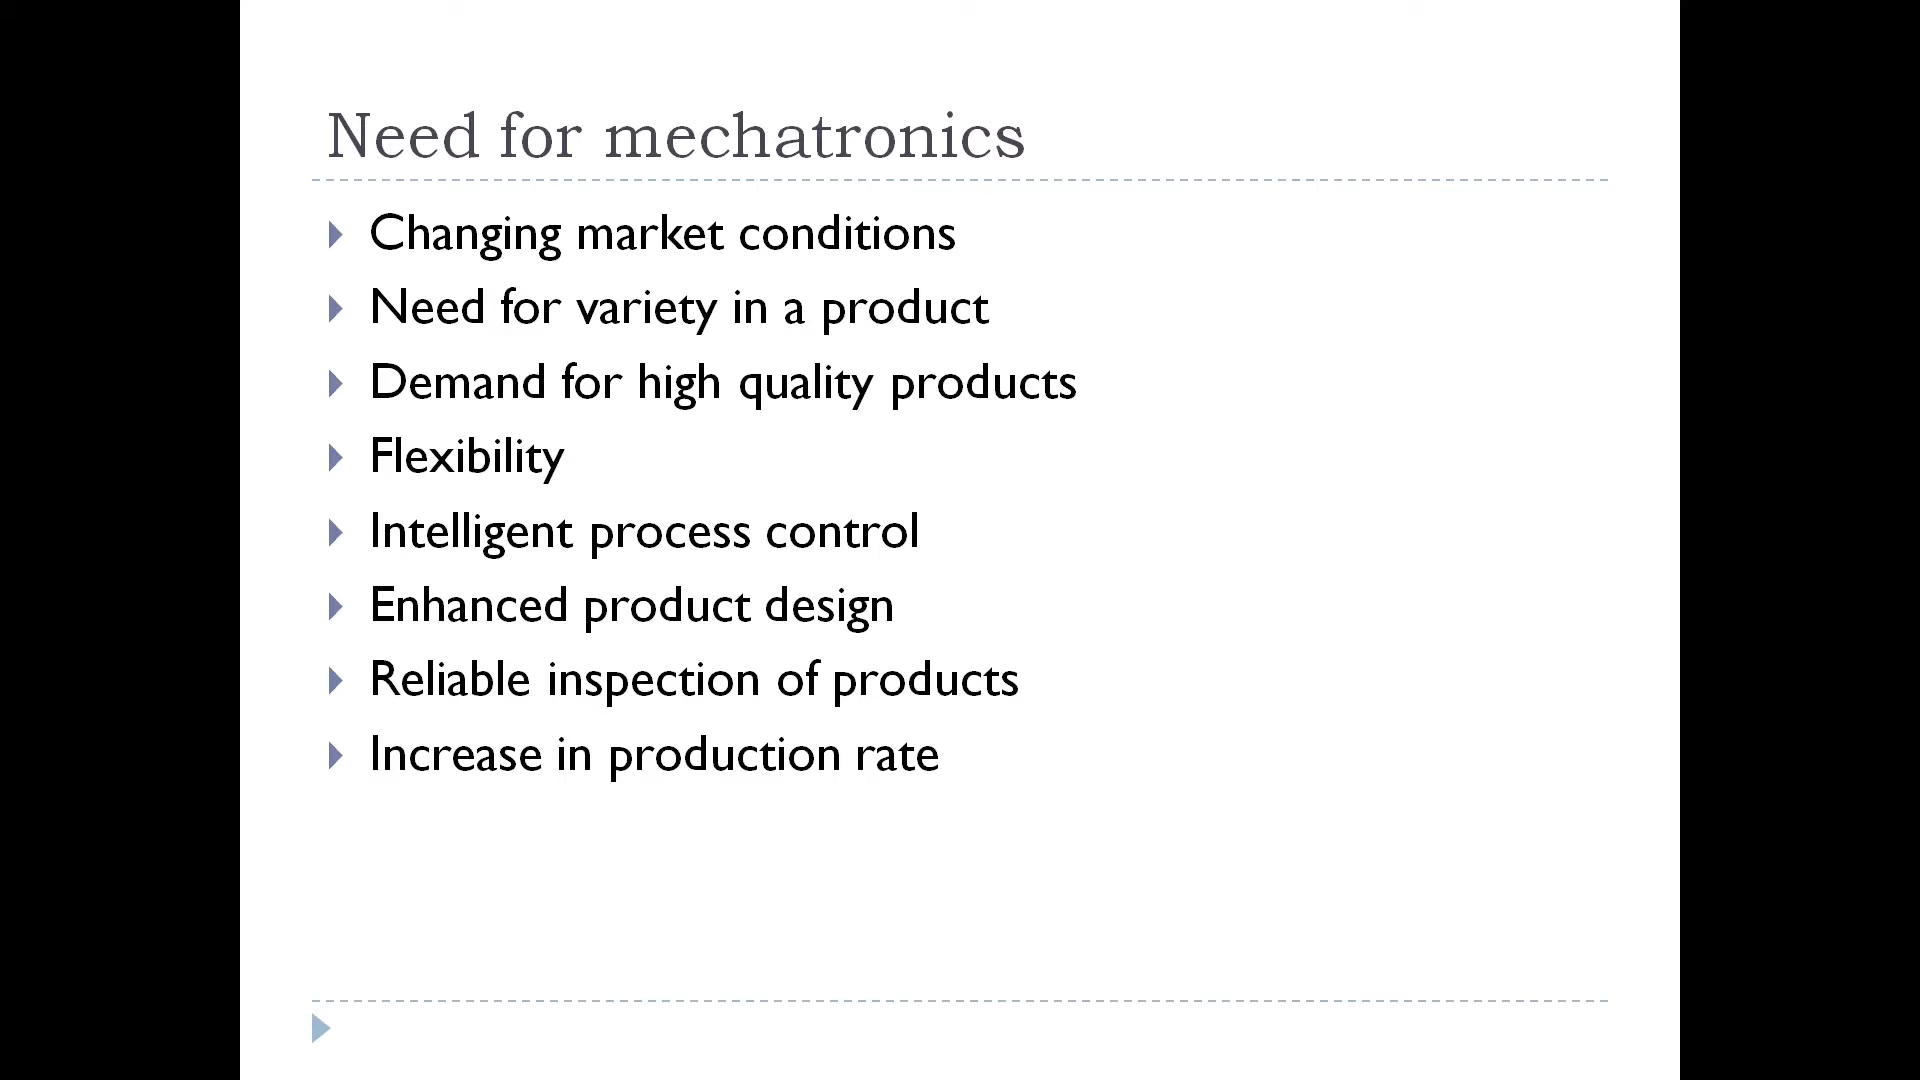 Need for mechatronics
Changing market conditions
Need for variety in a product
Demand for high quality products
Flexibility
Intelligent process control
Enhanced product design
Reliable inspection of products
Increase in production rate